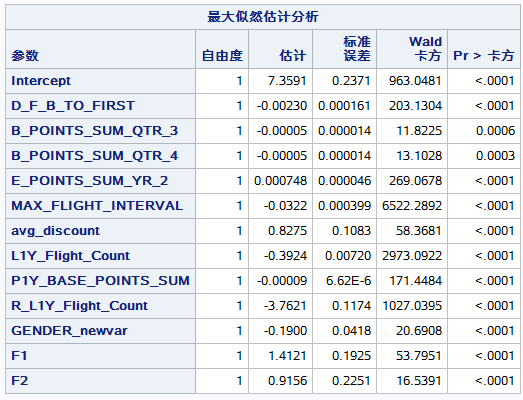 最大似然估计分析
参数 自由度 估计 标准误差 Wald 卡方 Pr > 卡方
Intercept 1 7.3591 0.2371 963.0481 <.0001
D_F_B_TO_FIRST 1 -0.00230 0.000161 203.1304 <.0001
B_POINTS_SUM_QTR_3 1 -0.00005 0.000014 11.8225 0.0006
B_POINTS_SUM_QTR_4 1 -0.00005 0.000014 13.1028 0.0003
E_POINTS_SUM_YR_2 1 0.000748 0.000046 269.0678 <.0001
MAX_FLIGHT_INTERVAL 1 -0.0322 0.000399 6522.2892 <.0001
avg_discount 1 0.8275 0.1083 58.3681 <.0001
L1Y_Flight_Count 1 -0.3924 0.00720 2973.0922 <.0001
P1Y_BASE_POINTS_SUM 1 -0.00009 6.62E-6 171.4484 <.0001
R_L1Y_Flight_Count 1 -3.7621 0.1174 1027.0395 <.0001
GENDER_newvar 1 -0.1900 0.0418 20.6908 <.0001
F1 1 1.4121 0.1925 53.7951 <.0001
F2 1 0.9156 0.2251 16.5391 <.0001